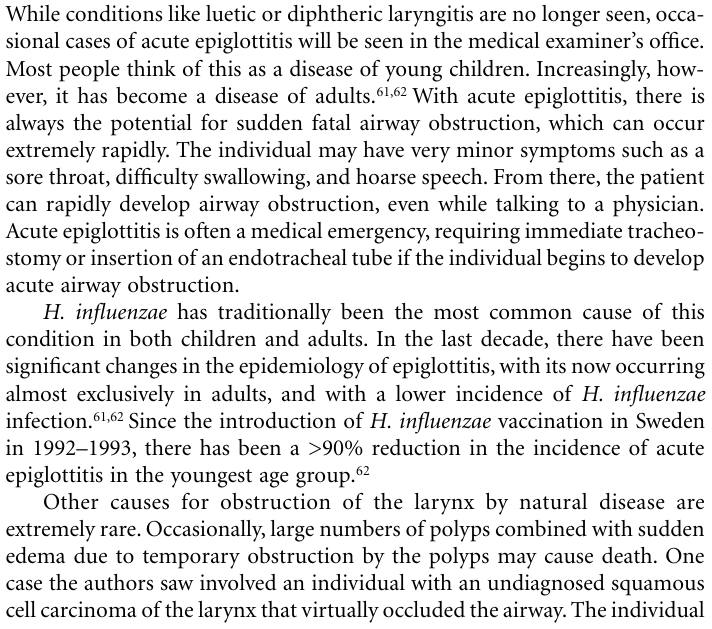 While conditions like luetic or diphtheric laryngitis are no longer seen, occa-
sional cases of acute epiglottitis will be seen in the medical examiner's office.
Most people think of this as a disease of young children. Increasingly, how-
ever, it has become a disease of adults.61,62 With acute epiglottitis, there is
always the potential for sudden fatal airway obstruction, which can occur
extremely rapidly. The individual may have very minor symptoms such as a
sore throat, difficulty swallowing, and hoarse speech. From there, the patient
can rapidly develop airway obstruction, even while talking to a physician.
Acute epiglottitis is often a medical emergency, requiring immediate tracheo-
stomy or insertion of an endotracheal tube if the individual begins to develop
acute airway obstruction.
H. influenzae has traditionally been the most common cause of this
condition in both children and adults. In the last decade, there have been
significant changes in the epidemiology of epiglottitis, with its now occurring
almost exclusively in adults, and with a lower incidence of H. influenzae
infection.61,62 Since the introduction of H. influenzae vaccination in Sweden
in 1992–1993, there has been a >90% reduction in the incidence of acute
epiglottitis in the youngest age group.62
Other causes for obstruction of the larynx by natural disease are
extremely rare. Occasionally, large numbers of polyps combined with sudden
edema due to temporary obstruction by the polyps may cause death. One
case the authors saw involved an individual with an undiagnosed squamous
cell carcinoma of the larynx that virtually occluded the airway. The individual